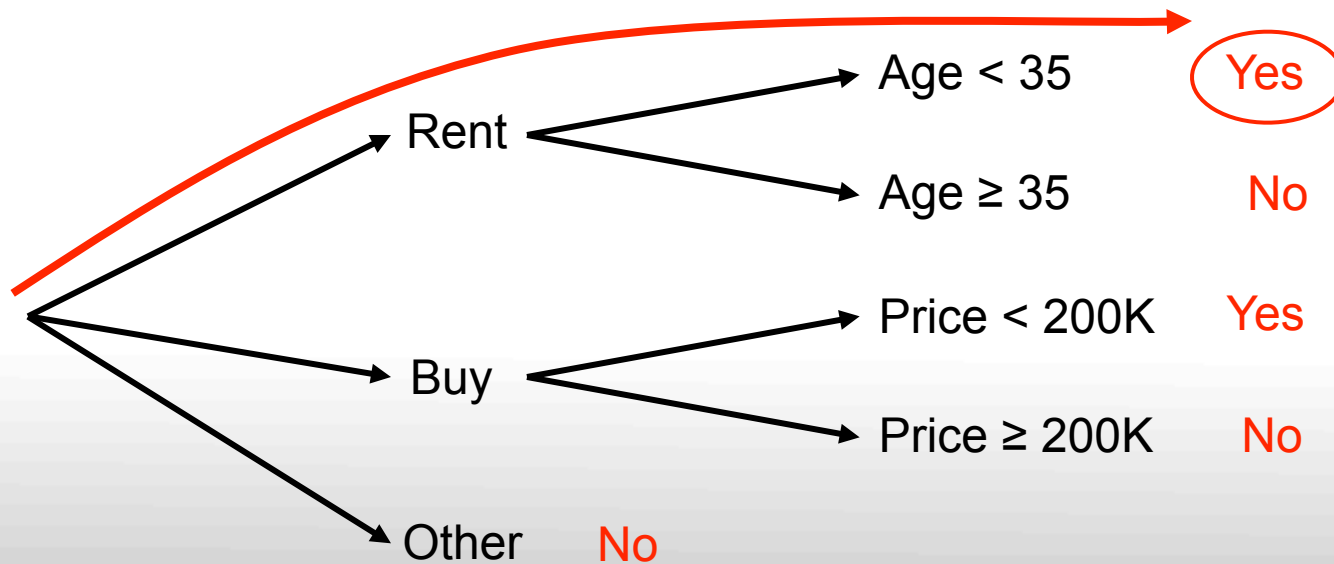 Age < 35 Yes
Rent
Age ≥ 35 No
Price < 200K Yes
Buy
Price ≥ 200K No
Other No